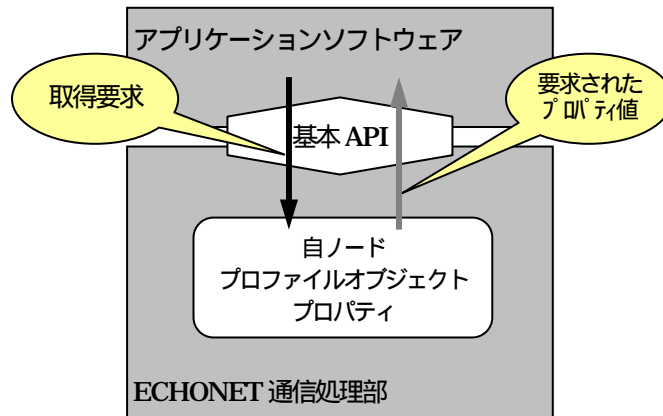 アプリケーションソフトウェア
取得要求
要求された
プロパティ値
基本 API
自ノード
プロファイルオブジェクト
プロパティ
ECHONET 通信処理部